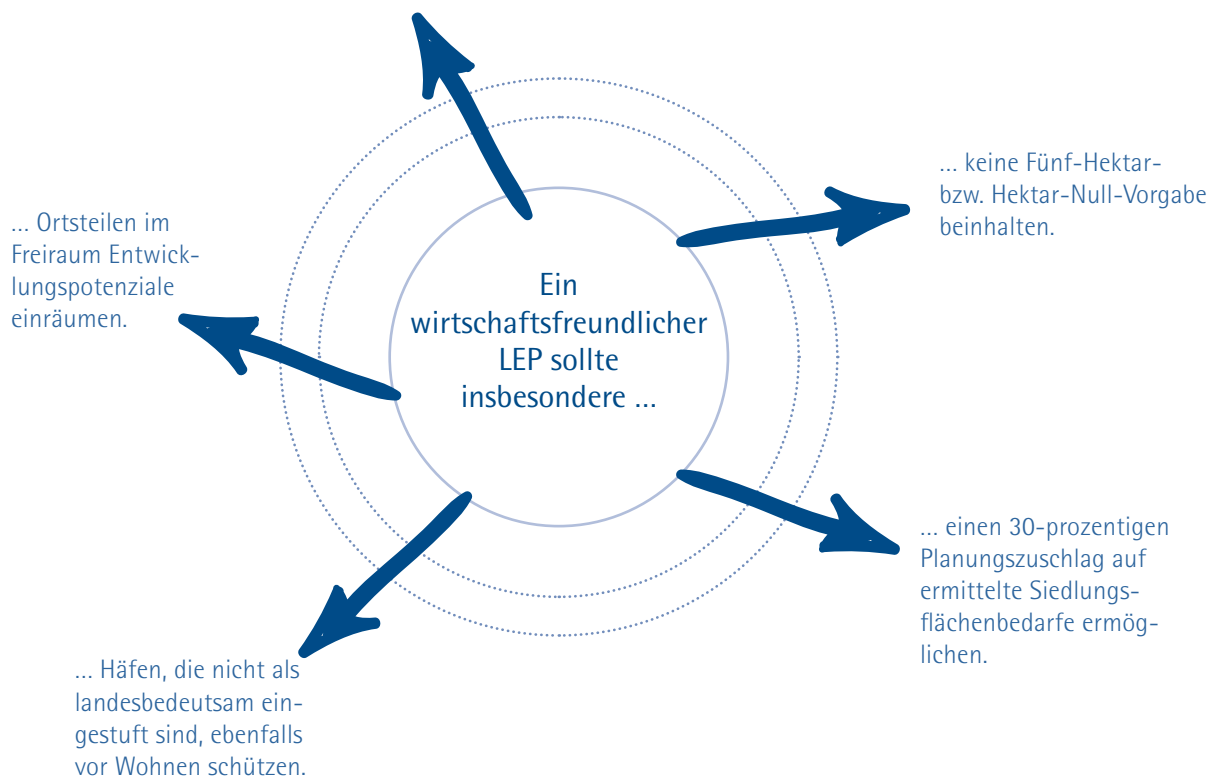 ... keine Fünf-Hektar-
bzw. Hektar-Null-Vorgabe
beinhalten.
... Ortsteilen im
Freiraum Entwick-
lungspotenziale
einräumen.
Ein
wirtschaftsfreundlicher
LEP sollte
insbesondere ...
... einen 30-prozentigen
Planungszuschlag auf
ermittelte Siedlungs-
flächenbedarfe ermög-
lichen.
... Häfen, die nicht als
landesbedeutsam ein-
gestuft sind, ebenfalls
vor Wohnen schützen.